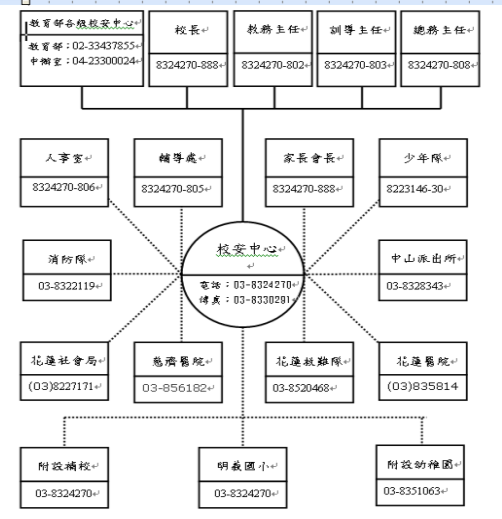 教育部各級校安中心
教育部：02-33437855
中辦室：04-23300024
校長
8324270-888
教務主任
8324270-802
訓導主任
8324270-803
總務主任
8324270-808
人事室
8324270-806
輔導處
8324270-805
家長會長
8324270-888
少年隊
8223146-30
校安中心
電話：03-8324270
傳真：03-8330291
消防隊
03-8322119
中山派出所
03-8328343
花蓮社會局
(03)8227171
慈濟醫院
03-856182
花蓮救難隊
03-8520468
花蓮醫院
(03)835814
附設補校
03-8324270
明義國小
03-8324270
附設幼稚園
03-8351063